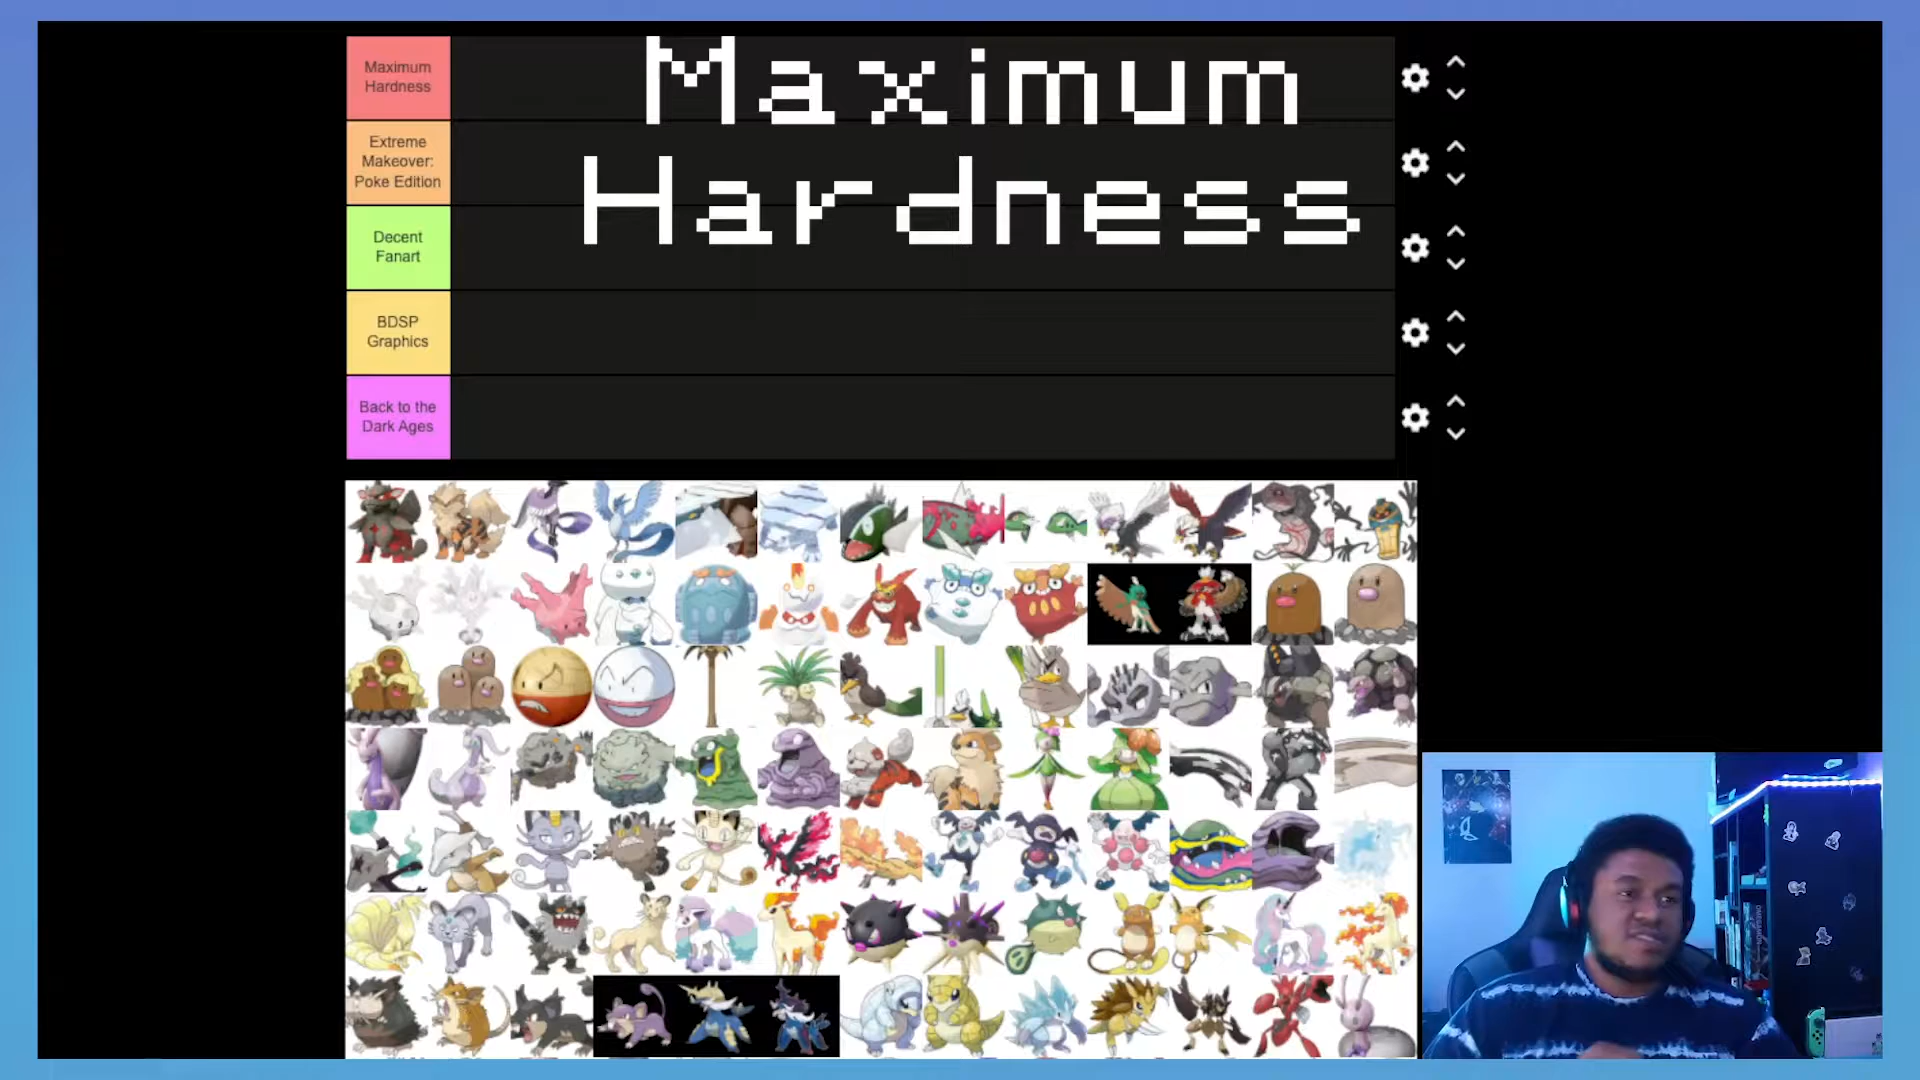 Maximum
Hardness
Maximum
Hardness
Extreme
Makeover:
Poke Edition
Decent
Fanart
BDSP
Graphics
Back to the
Dark Ages